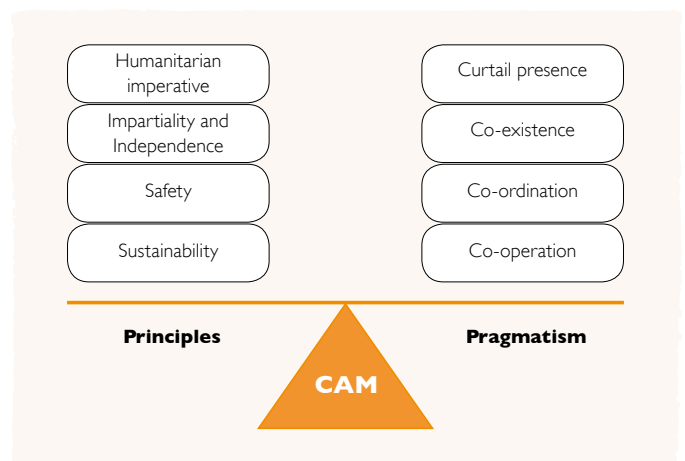 Humanitarian
imperative
Impartiality and
Independence
Safety
Sustainability
Curtail presence
Co-existence
Co-ordination
Co-operation
Principles
Pragmatism
CAM